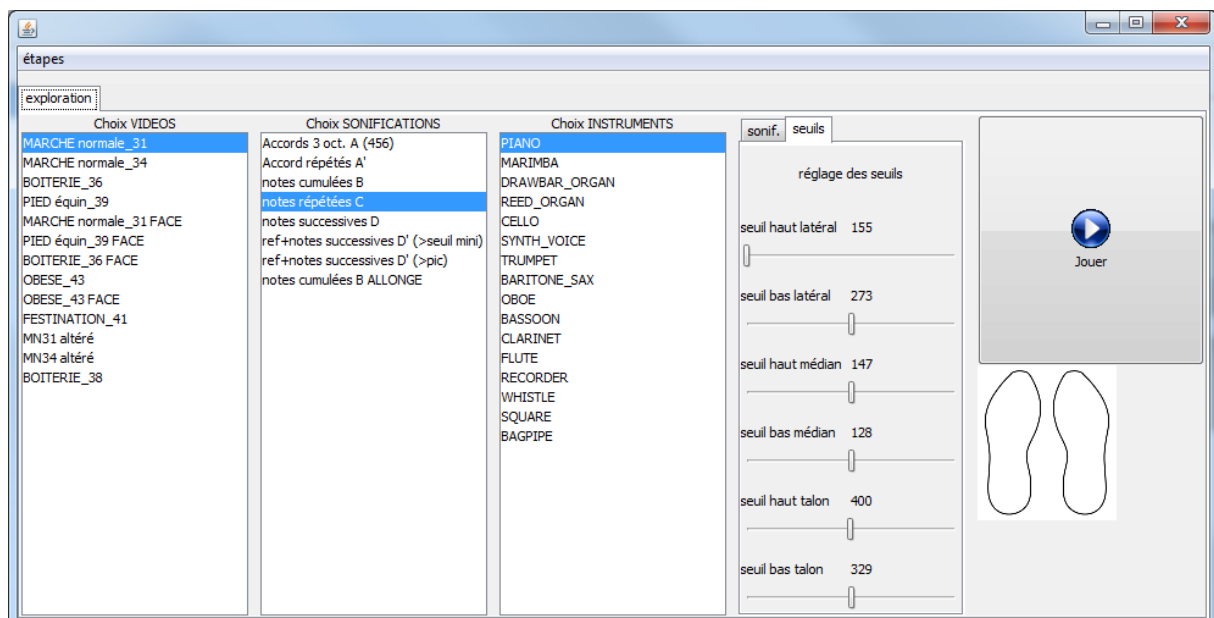 étapes
exploration
Choix VIDEOS
MARCHE normale_31
MARCHE normale_34
BOITERIE_36
PIED équin_39
MARCHE normale_31 FACE
PIED équin_39 FACE
BOITERIE_36 FACE
OBESE_43
OBESE_43 FACE
FESTINATION_41
MN31 altéré
MN34 altéré
BOITERIE_38
Choix SONIFICATIONS
Accords 3 oct. A (456)
Accord répétés A'
notes cumulées B
notes répétées C
notes successives D
ref+notes successives D' (>seuil mini)
ref+notes successives D' (>pic)
notes cumulées B ALLONGE
Choix INSTRUMENTS
PIANO
MARIMBA
DRAWBAR_ORGAN
REED_ORGAN
CELLO
SYNTH_VOICE
TRUMPET
BARITONE_SAX
OBOE
BASSOON
CLARINET
FLUTE
RECORDER
WHISTLE
SQUARE
BAGPIPE
sonif. seuils
réglage des seuils
seuil haut latéral 155
seuil bas latéral 273
seuil haut médian 147
seuil bas médian 128
seuil haut talon 400
seuil bas talon 329
Jouer